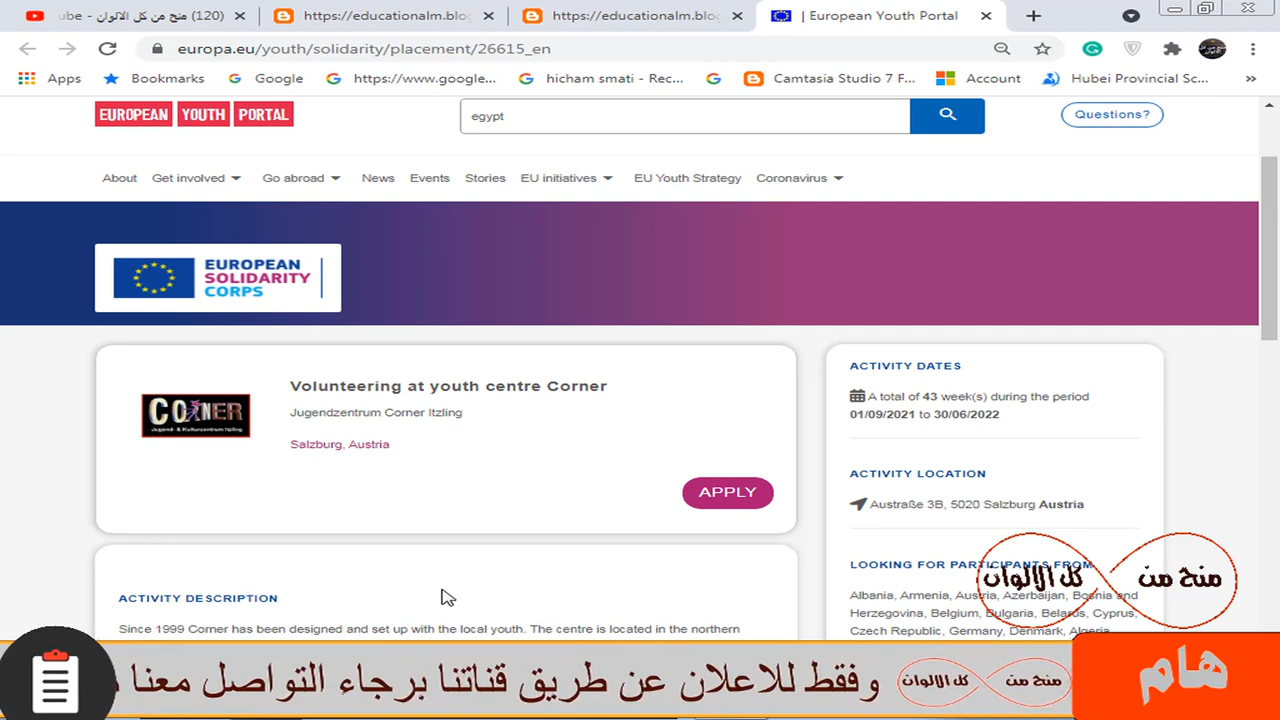 (120) منح من كل الالوان - ube
https://educationalm.blog
https://educationalm.blog
| European Youth Portal
europa.eu/youth/solidarity/placement/26615_en
Apps
Bookmarks
Google
https://www.google...
hicham smati - Rec...
Camtasia Studio 7 F...
Account
Hubei Provincial Sc...
»
EUROPEAN YOUTH PORTAL
egypt
Questions?
About
Get involved
Go abroad
News
Events
Stories
EU initiatives
EU Youth Strategy
Coronavirus
EUROPEAN
SOLIDARITY
CORPS
CORNER
Jugend- & Kulturzentrum Itzling
Volunteering at youth centre Corner
Jugendzentrum Corner Itzling
Salzburg, Austria
APPLY
ACTIVITY DESCRIPTION
Since 1999 Corner has been designed and set up with the local youth. The centre is located in the northern
ACTIVITY DATES
A total of 43 week(s) during the period
01/09/2021 to 30/06/2022
ACTIVITY LOCATION
Austraße 3B, 5020 Salzburg Austria
LOOKING FOR PARTICIPANTS FROM
Albania, Armenia, Austria, Azerbaijan, Bosnia and
Herzegovina, Belgium, Bulgaria, Belarus, Cyprus,
Czech Republic, Germany, Denmark, Algeria,
منح من كل الالوان
هام
منح من كل الالوان
وفقط للاعلان عن طريق قناتنا برجاء التواصل معنا